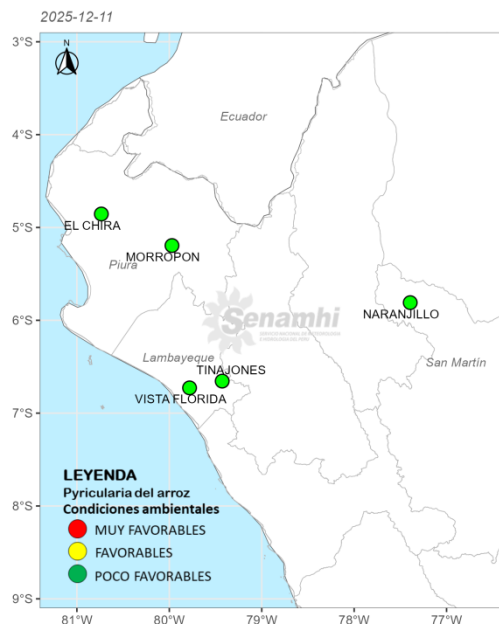 2025-12-11
3°S
N
Ecuador
4°S
5°S
EL CHIRA
MORROPON
Piura
NARANJILLO
6°S
Senamhi
Lambayeque
TINAJONES
San Martín
VISTA FLORIDA
7°S
LEYENDA
Pyricularia del arroz
Condiciones ambientales
8°S
MUY FAVORABLES
FAVORABLES
POCO FAVORABLES
9°S
81°W 80°W 79°W 78°W 77°W